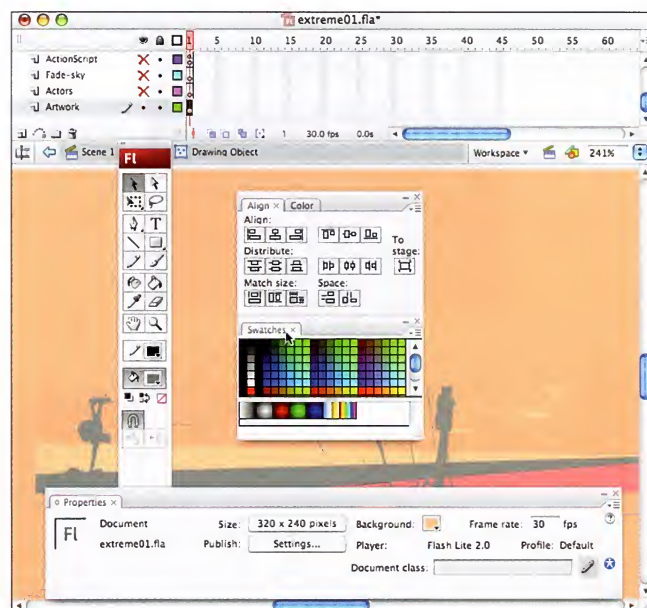 extreme01.fla*
1 5 10 15 20 25 30 35 40 45 50 55 60
ActionScript
Fade-sky
Actors
Artwork
1 30.0 fps 0.0s
Scene 1 Drawing Object Workspace 241%
Fl
Align × Color
Align:
To stage:
Distribute:
Match size: Space:
Swatches ×
Properties ×
Fl
Document Size: 320 x 240 pixels Background: Frame rate: 30 fps
extreme01.fla Publish: Settings... Player: Flash Lite 2.0 Profile: Default
Document class: